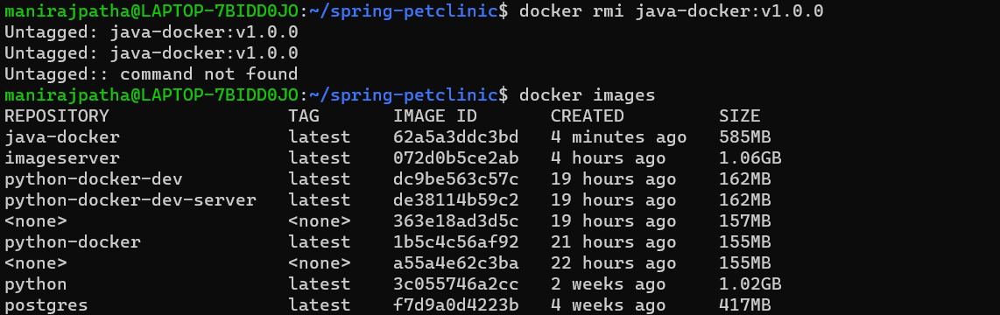 manirajpatha@LAPTOP-7BIDD0JO:~/spring-petclinic$ docker rmi java-docker:v1.0.0
Untagged: java-docker:v1.0.0
Untagged: java-docker:v1.0.0
Untagged:: command not found
manirajpatha@LAPTOP-7BIDD0JO:~/spring-petclinic$ docker images
REPOSITORY                 TAG       IMAGE ID       CREATED         SIZE
java-docker                latest    62a5a3ddc3bd   4 minutes ago   585MB
imageserver                latest    072d0b5ce2ab   4 hours ago     1.06GB
python-docker-dev          latest    dc9be563c57c   19 hours ago    162MB
python-docker-dev-server   latest    de38114b59c2   19 hours ago    162MB
<none>                     <none>    363e18ad3d5c   19 hours ago    157MB
python-docker              latest    1b5c4c56af92   21 hours ago    155MB
<none>                     <none>    a55a4e62c3ba   22 hours ago    155MB
python                     latest    3c055746a2cc   2 weeks ago     1.02GB
postgres                   latest    f7d9a0d4223b   4 weeks ago     417MB